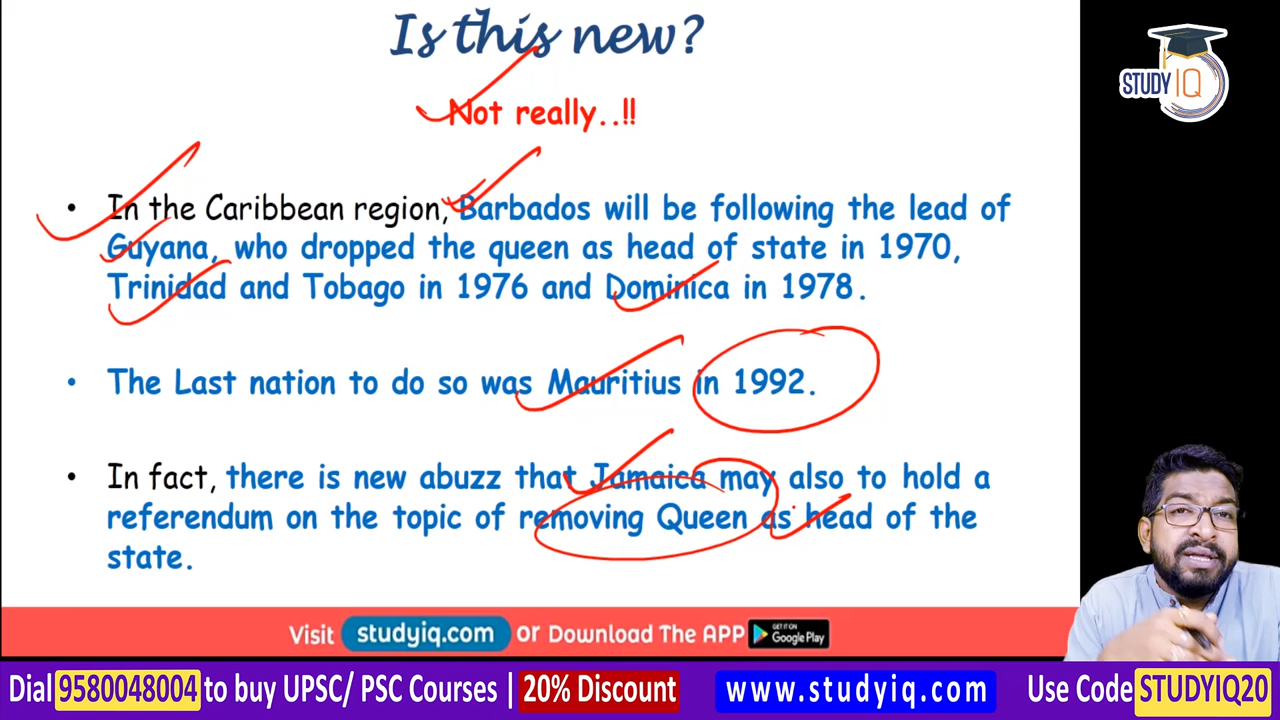 Is this new?
STUDY IQ
Not really..!!
• In the Caribbean region, Barbados will be following the lead of
Guyana, who dropped the queen as head of state in 1970,
Trinidad and Tobago in 1976 and Dominica in 1978.
• The Last nation to do so was Mauritius in 1992.
• In fact, there is new abuzz that Jamaica may also to hold a
referendum on the topic of removing Queen as head of the
state.
Visit studyiq.com or Download The APP GET IT ON Google Play
Dial 9580048004 to buy UPSC/ PSC Courses | 20% Discount www.studyiq.com Use Code STUDYIQ20